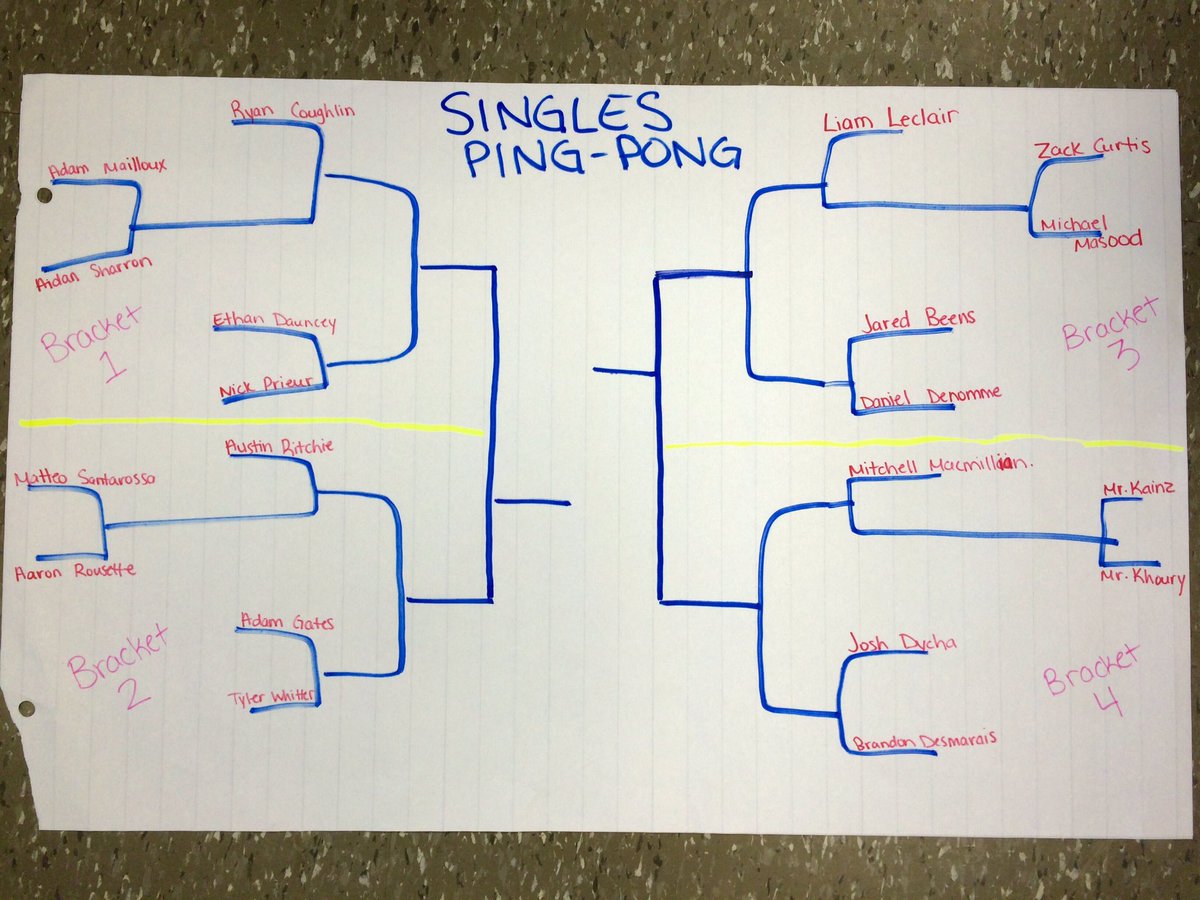 SINGLES
PING-PONG
Ryan Coughlin
Adam Mailloux
Aidan Sharron
Bracket
1
Ethan Dauncey
Nick Prieur
Austin Ritchie
Matteo Santarossa
Aaron Rousette
Adam Gates
Bracket
2
Tyler Whitter
Liam Leclair
Zack Curtis
Michael
Masood
Jared Beens
Bracket
3
Daniel Denomme
Mitchell Macmillian.
Mr. Kainz
Mr. Khoury
Josh Dycha
Bracket
4
Brandon Desmarais